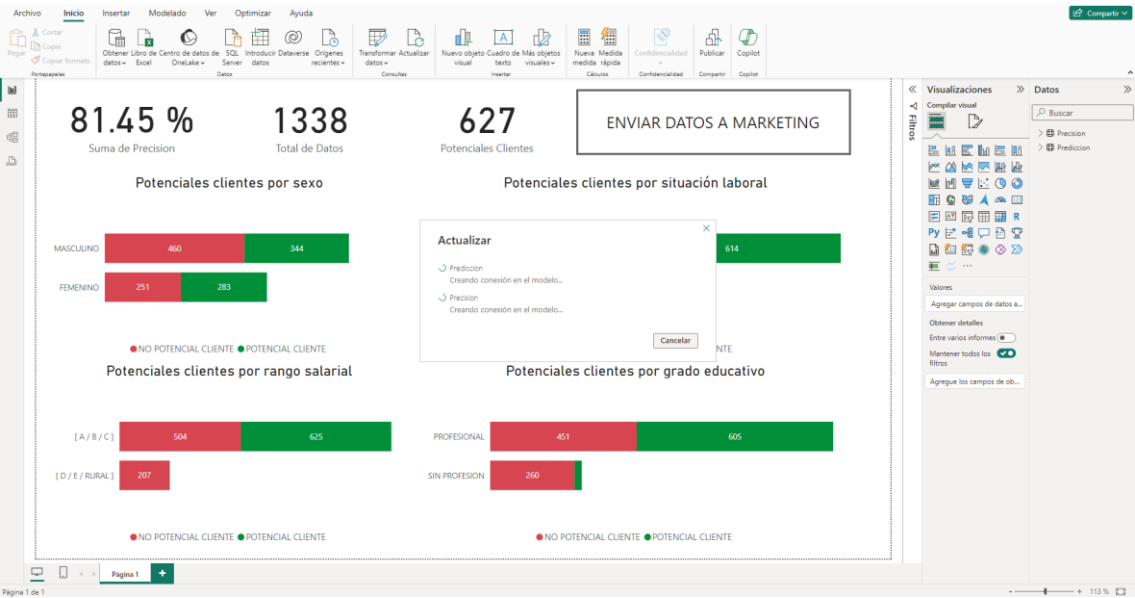 Archivo Inicio Insertar Modelado Ver Optimizar Ayuda Compartir
Pegar
Cortar
Copia
Copiar formato
Portapapeles
Obtener datos
Libro de Excel
Centro de datos de OneLake
SQL Server
Introducir datos
Dataverse
Orígenes recientes
Datos
Transformar datos
Actualizar
Consultas
Nuevo objeto visual
Cuadro de texto
Más objetos visuales
Insertar
Nueva medida
Medida rápida
Cálculos
Confidencialidad
Confidencialidad
Publicar
Compartir
Copilot
Copilot
81.45 %
Suma de Precision
1338
Total de Datos
627
Potenciales Clientes
ENVIAR DATOS A MARKETING
Potenciales clientes por sexo
MASCULINO 460 344
FEMENINO 251 283
NO POTENCIAL CLIENTE POTENCIAL CLIENTE
Potenciales clientes por situación laboral
614
NTE
Actualizar
Prediccion
Creando conexión en el modelo...
Precision
Creando conexión en el modelo...
Cancelar
Potenciales clientes por rango salarial
[ A / B / C ] 504 625
[ D / E / RURAL ] 207
NO POTENCIAL CLIENTE POTENCIAL CLIENTE
Potenciales clientes por grado educativo
PROFESIONAL 451 605
SIN PROFESION 260
NO POTENCIAL CLIENTE POTENCIAL CLIENTE
Filtros
Visualizaciones
Compilar visual
R
Py
Valores
Agregar campos de datos a...
Obtener detalles
Entre varios informes
Mantener todos los
filtros
Agregue los campos de ob...
Datos
Buscar
Precision
Prediccion
Página 1
Página 1 de 1
113 %